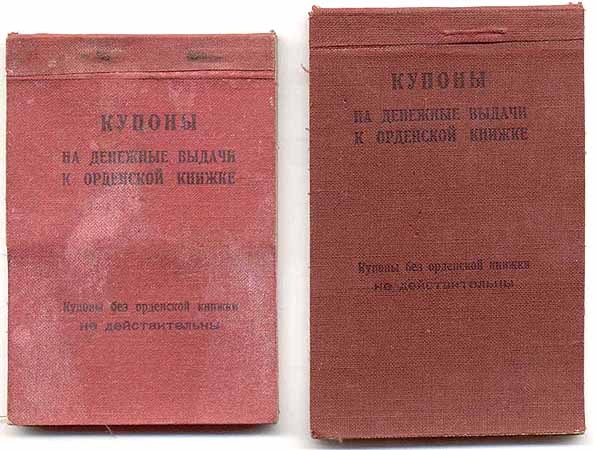 КУПОНЫ
НА ДЕНЕЖНЫЕ ВЫДАЧИ
К ОРДЕНСКОЙ КНИЖКЕ
Купоны без орденской книжки
не действительны
КУПОНЫ
НА ДЕНЕЖНЫЕ ВЫДАЧИ
К ОРДЕНСКОЙ КНИЖКЕ
Купоны без орденской книжки
не действительны